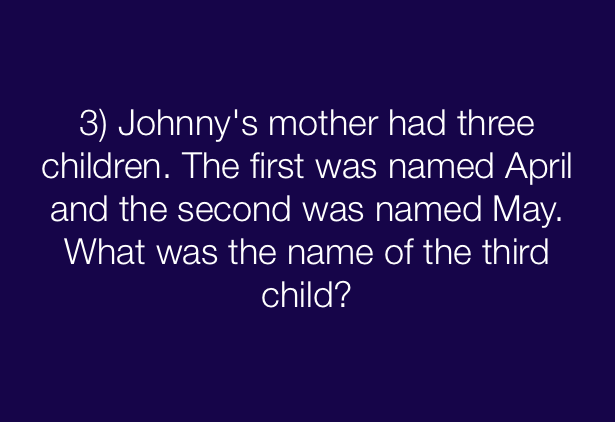 3) Johnny's mother had three
children. The first was named April
and the second was named May.
What was the name of the third
child?